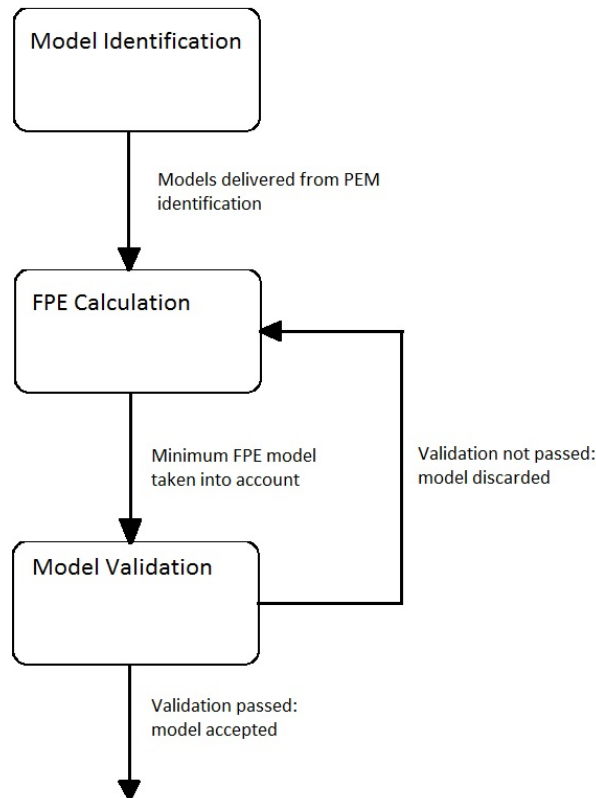 Model Identification
Models delivered from PEM
identification
FPE Calculation
Minimum FPE model
taken into account
Validation not passed:
model discarded
Model Validation
Validation passed:
model accepted